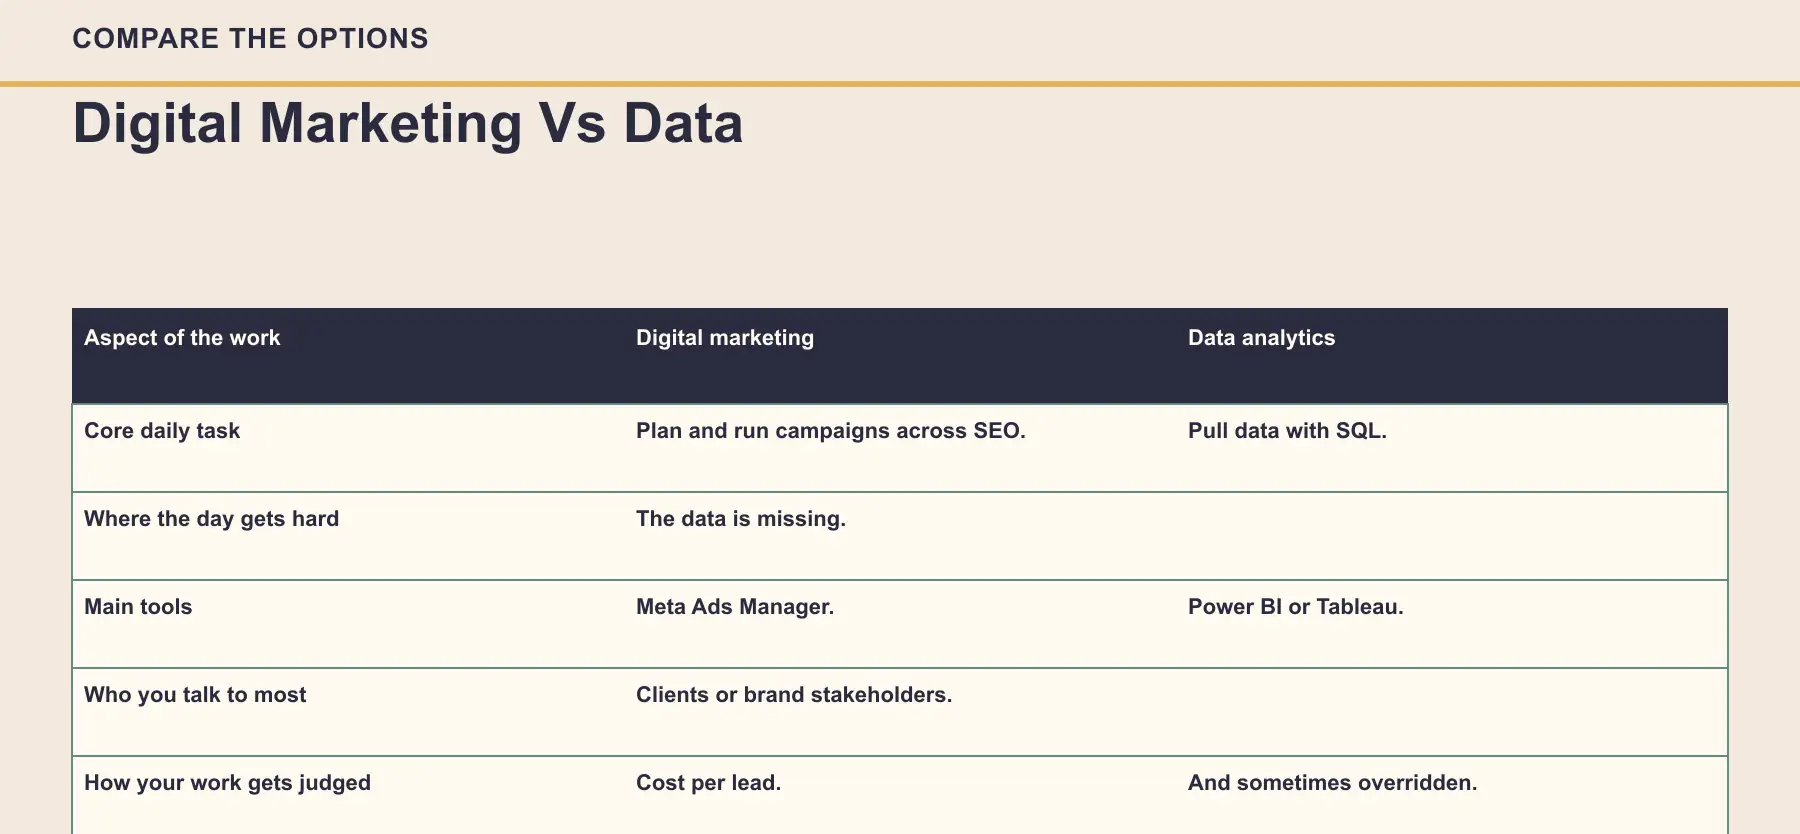 COMPARE THE OPTIONS
Digital Marketing Vs Data
Aspect of the work Digital marketing Data analytics
Core daily task Plan and run campaigns across SEO. Pull data with SQL.
Where the day gets hard The data is missing.
Main tools Meta Ads Manager. Power BI or Tableau.
Who you talk to most Clients or brand stakeholders.
How your work gets judged Cost per lead. And sometimes overridden.